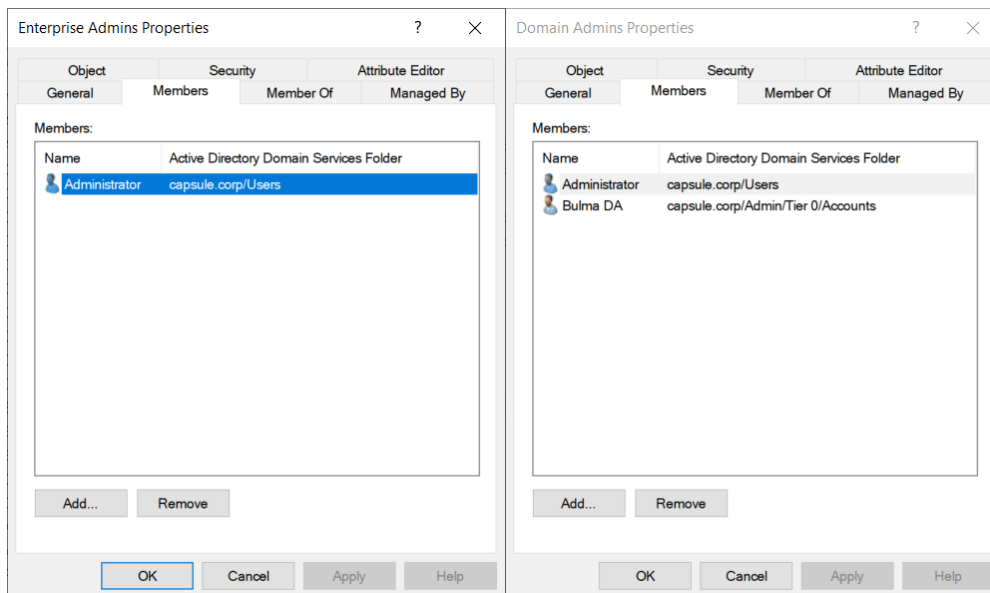 Enterprise Admins Properties
?
Object Security Attribute Editor
General Members Member Of Managed By
Members:
Name Active Directory Domain Services Folder
Administrator capsule.corp/Users
Add... Remove
OK Cancel Apply Help
Domain Admins Properties
?
Object Security Attribute Editor
General Members Member Of Managed By
Members:
Name Active Directory Domain Services Folder
Administrator capsule.corp/Users
Bulma DA capsule.corp/Admin/Tier 0/Accounts
Add... Remove
OK Cancel Apply Help